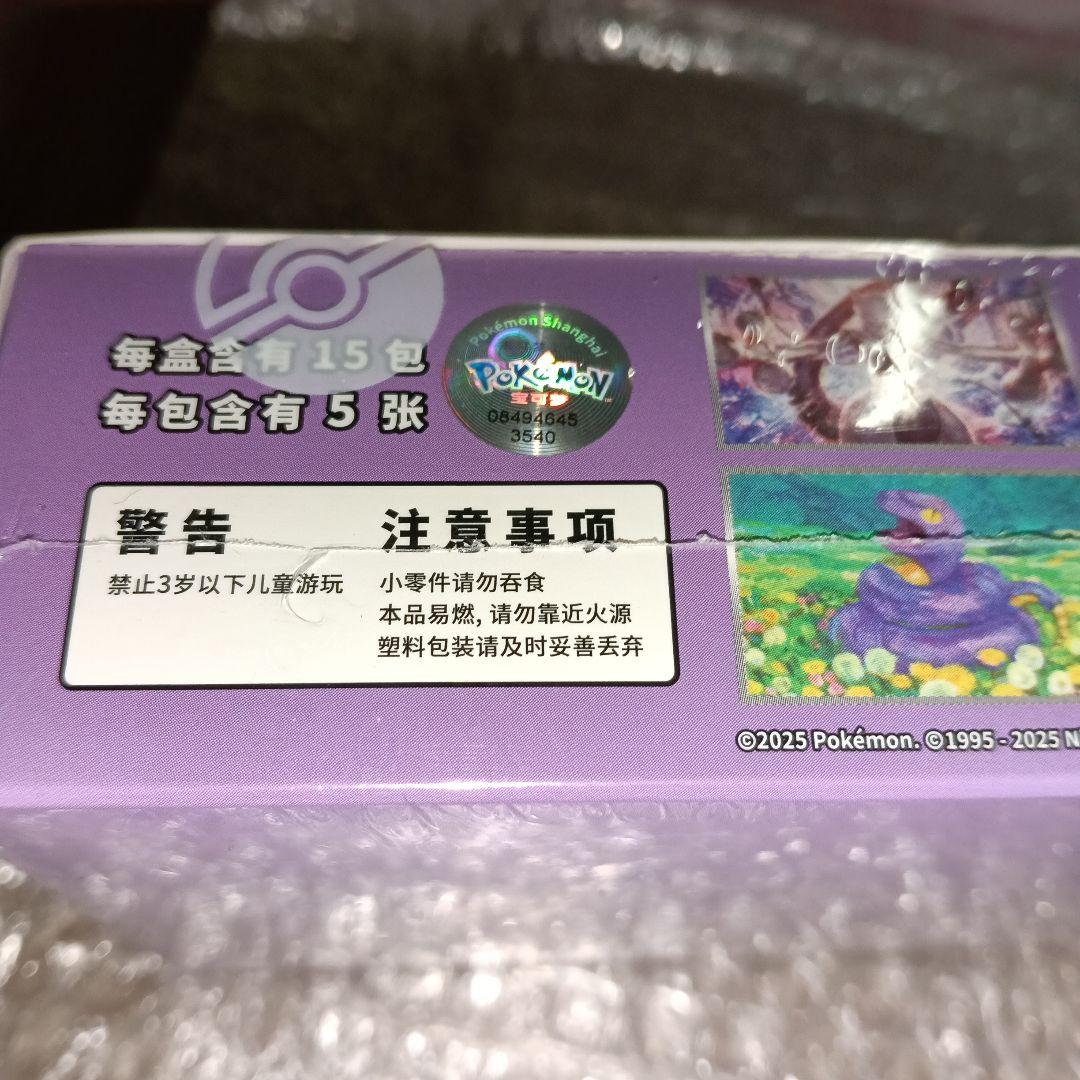 每盒含有 15 包
每包含有 5 张
Pokémon Shanghai
POKÉMON
宝可梦
08494645
3540
警告
禁止3岁以下儿童游玩
注意事项
小零件请勿吞食
本品易燃, 请勿靠近火源
塑料包装请及时妥善丢弃
©2025 Pokémon. ©1995 - 2025